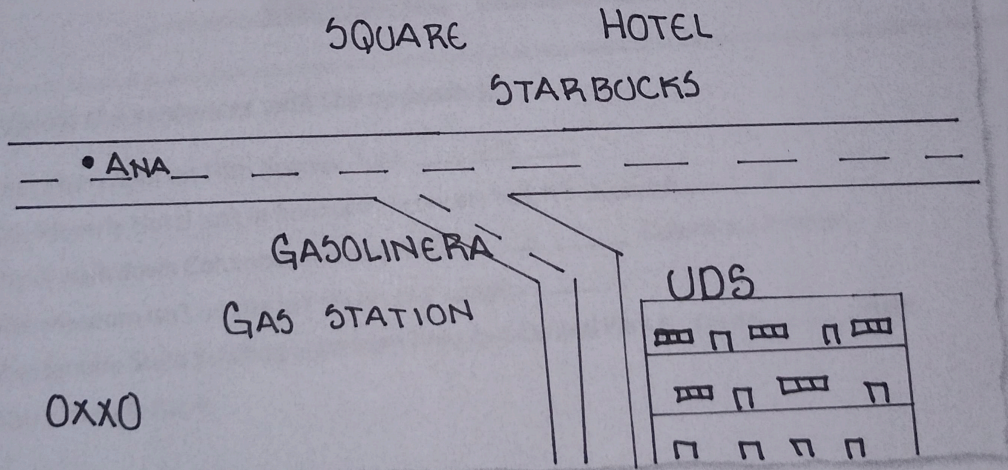 SQUARE HOTEL
STARBUCKS
ANA
GASOLINERA
UDS
GAS STATION
OXXO